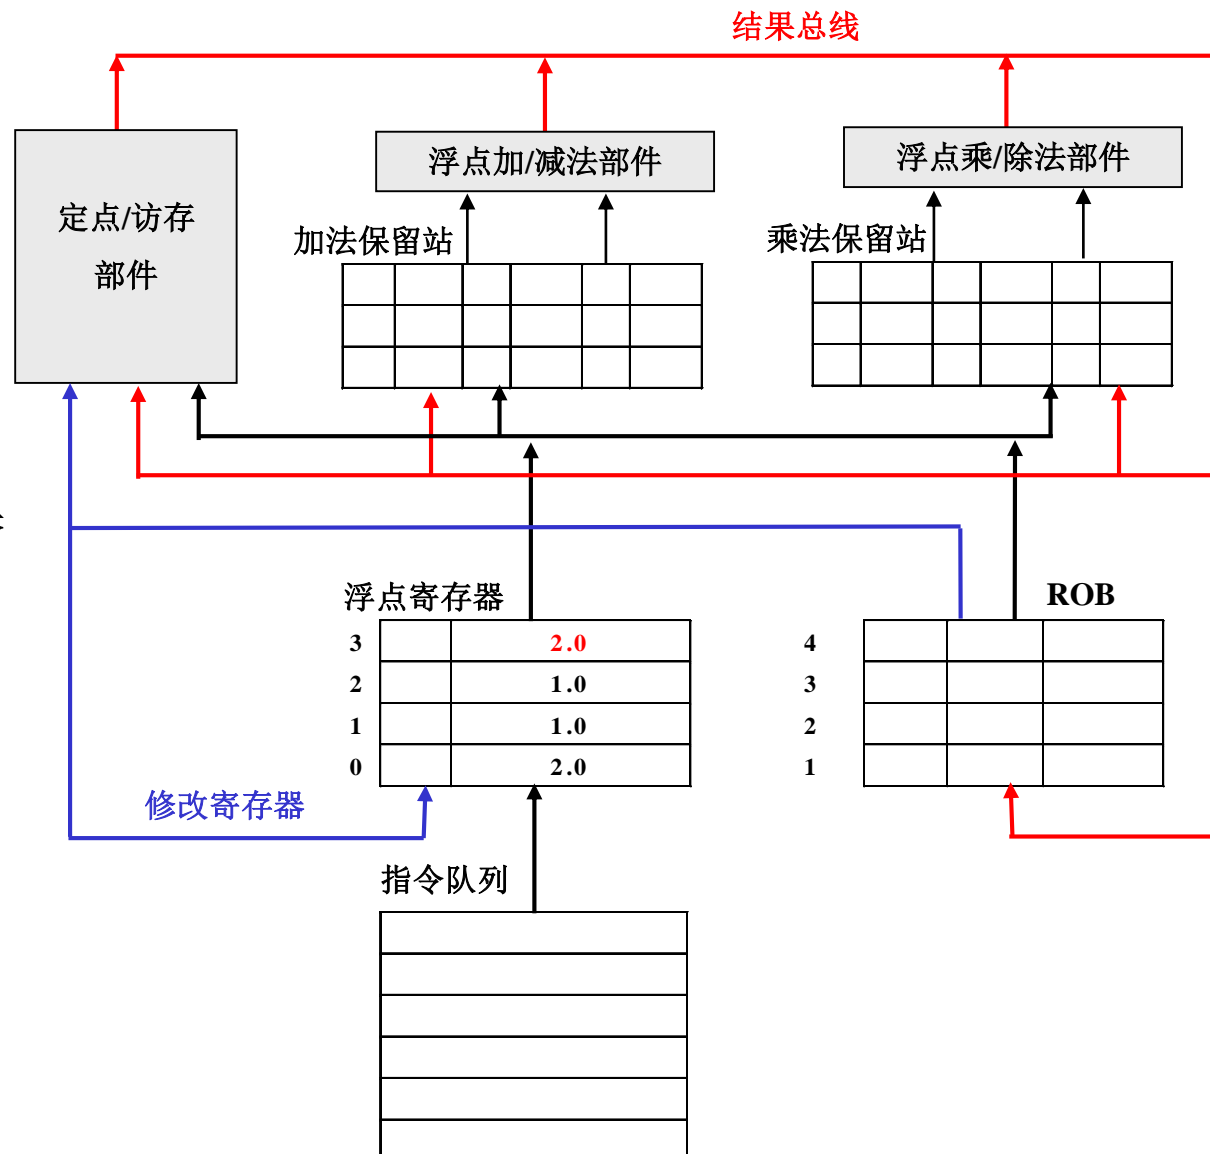 结果总线
定点/访存
部件
浮点加/减法部件
浮点乘/除法部件
加法保留站
乘法保留站
浮点寄存器
3 2.0
2 1.0
1 1.0
0 2.0
ROB
4
3
2
1
修改寄存器
指令队列